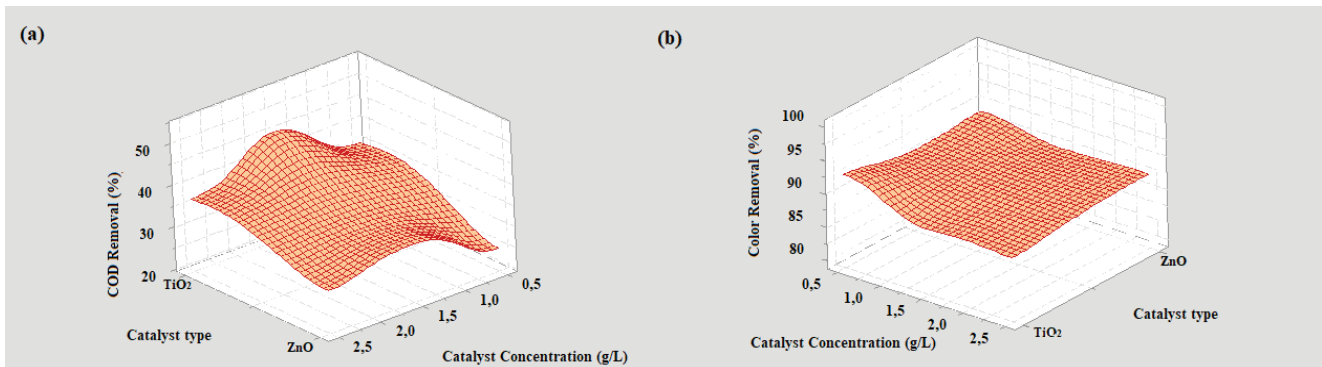 (a)
COD Removal (%)
50
40
30
20
TiO2
Catalyst type
ZnO
2,5
2,0
1,5
1,0
0,5
Catalyst Concentration (g/L)
(b)
Color Removal (%)
100
95
90
85
80
0,5
1,0
1,5
2,0
2,5
Catalyst Concentration (g/L)
TiO2
Catalyst type
ZnO